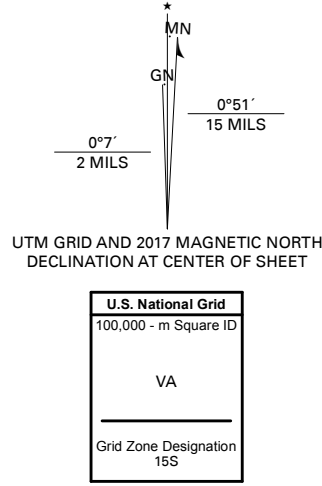 ★
MN
GN
0°51´
15 MILS
0°7´
2 MILS
UTM GRID AND 2017 MAGNETIC NORTH
DECLINATION AT CENTER OF SHEET
U.S. National Grid
100,000 - m Square ID
VA
Grid Zone Designation
15S